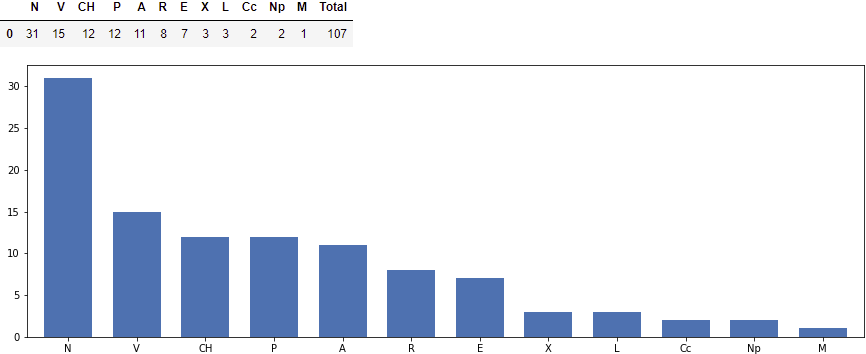 N V CH P A R E X L Cc Np M Total
0 31 15 12 12 11 8 7 3 3 2 2 1 107
30
25
20
15
10
5
0
N V CH P A R E X L Cc Np M